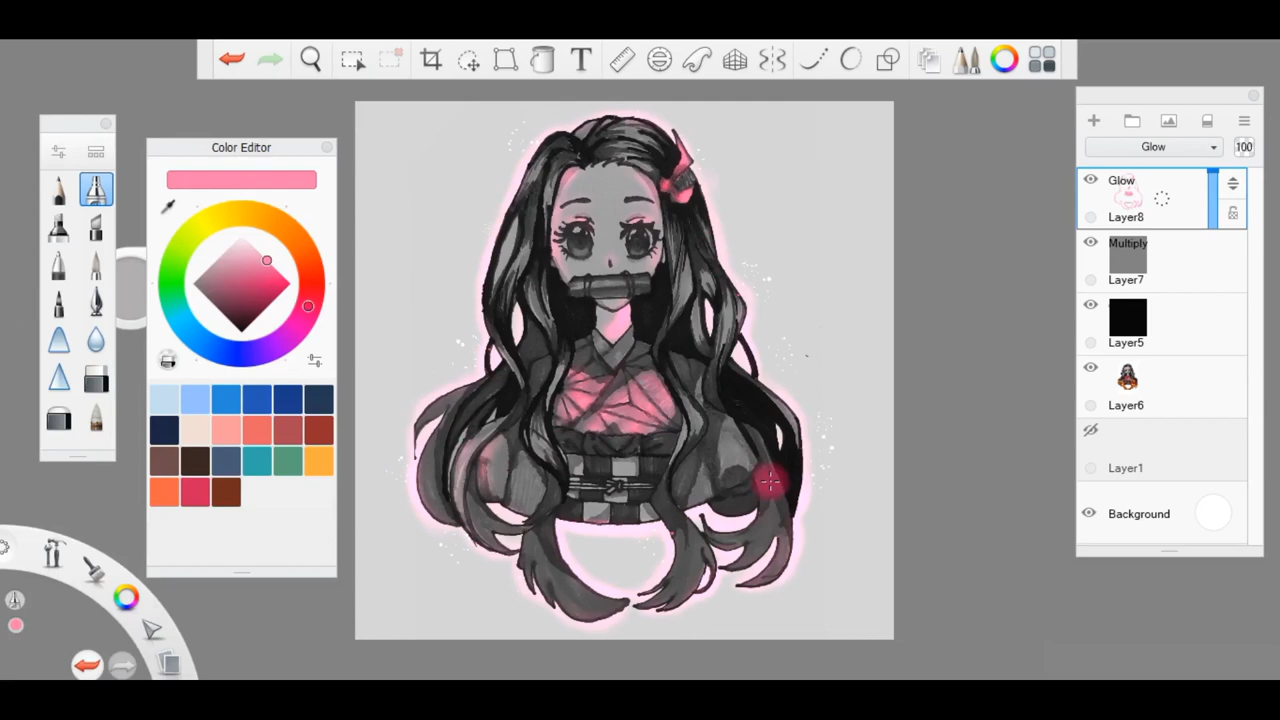 T
Color Editor
Glow
100
Glow
Layer8
Multiply
Layer7
Layer5
Layer6
Layer1
Background